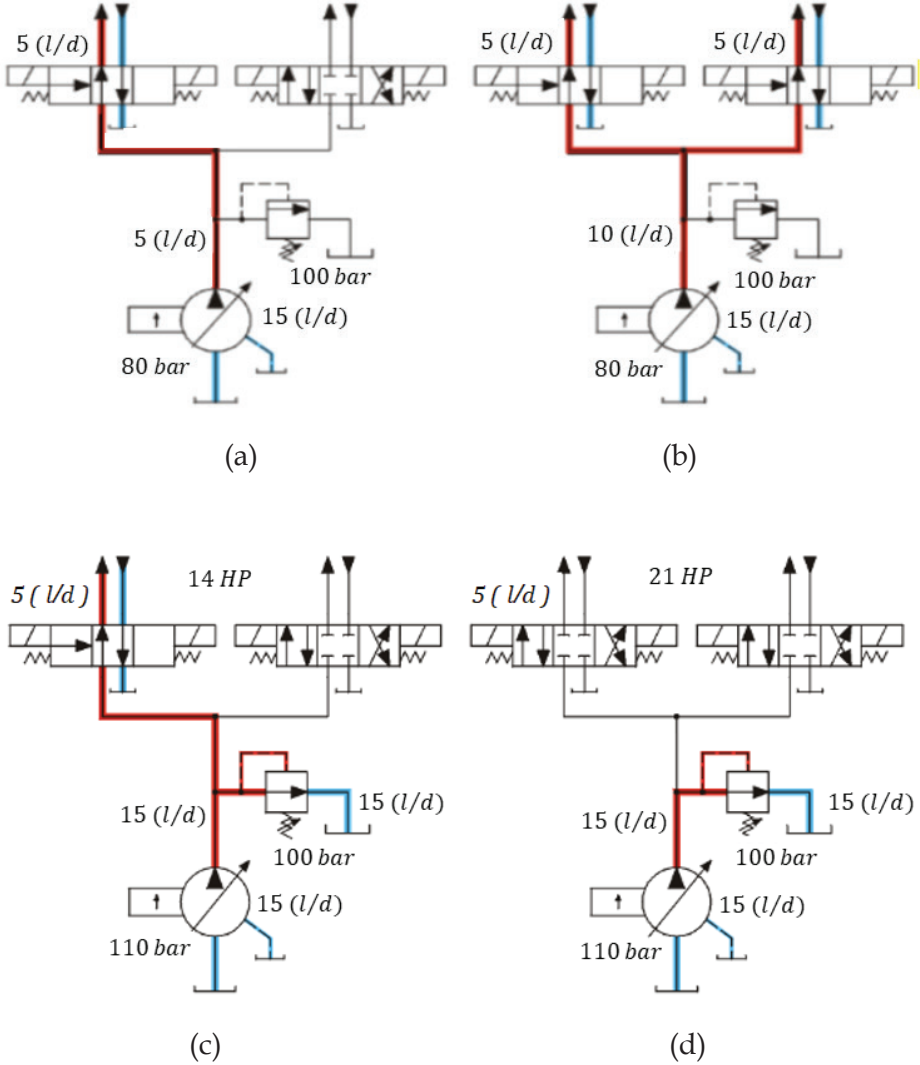 5 (l/d)
5 (l/d)
100 bar
15 (l/d)
80 bar
(a)
5 (l/d)
5 (l/d)
10 (l/d)
100 bar
15 (l/d)
80 bar
(b)
5 ( l/d )
14 HP
15 (l/d)
15 (l/d)
100 bar
15 (l/d)
110 bar
(c)
5 (l/d)
21 HP
15 (l/d)
15 (l/d)
100 bar
15 (l/d)
110 bar
(d)